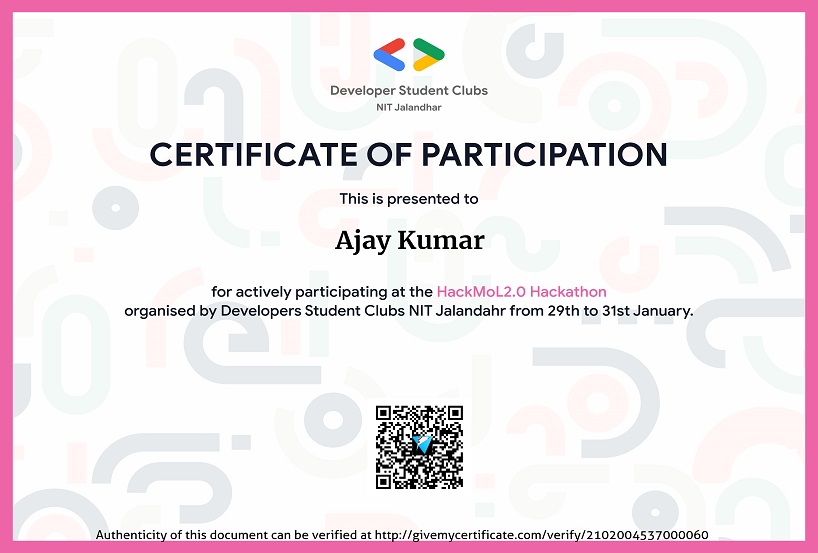 Developer Student Clubs
NIT Jalandhar
CERTIFICATE OF PARTICIPATION
This is presented to
Ajay Kumar
for actively participating at the HackMoL2.0 Hackathon
organised by Developers Student Clubs NIT Jalandahr from 29th to 31st January.
Authenticity of this document can be verified at http://givemycertificate.com/verify/2102004537000060